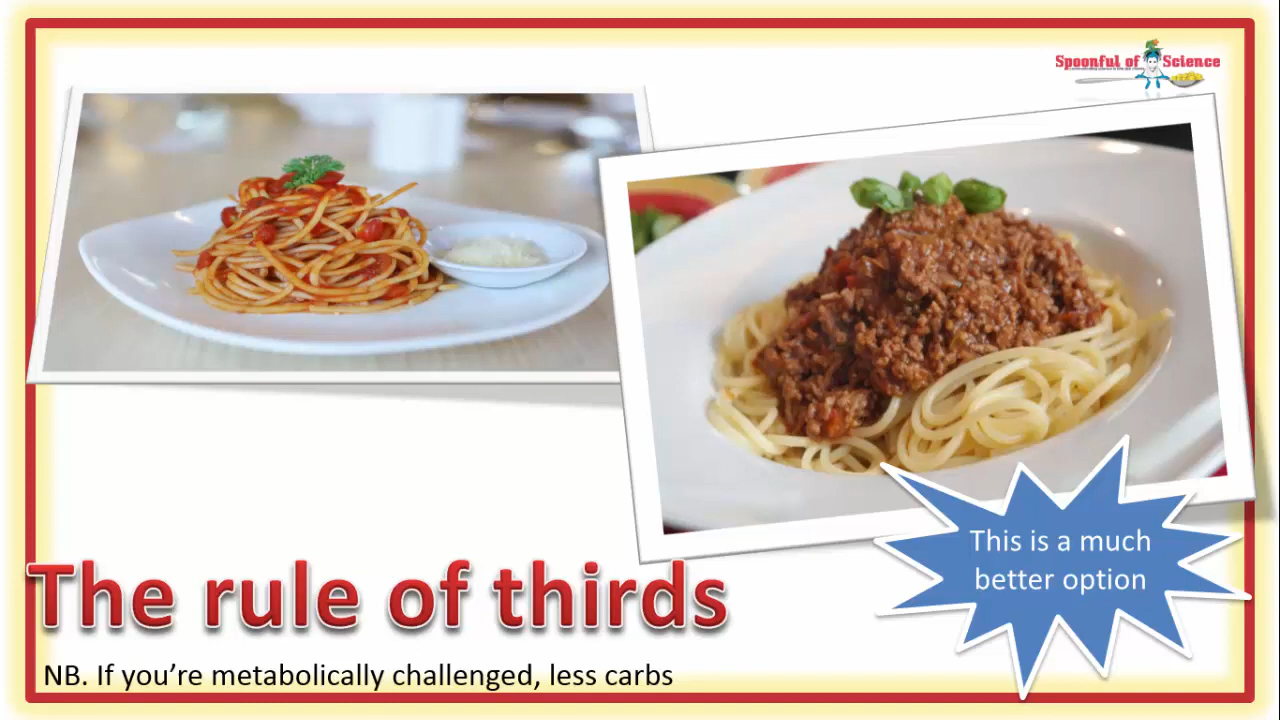 Spoonful of Science
This is a much
better option
The rule of thirds
NB. If you’re metabolically challenged, less carbs